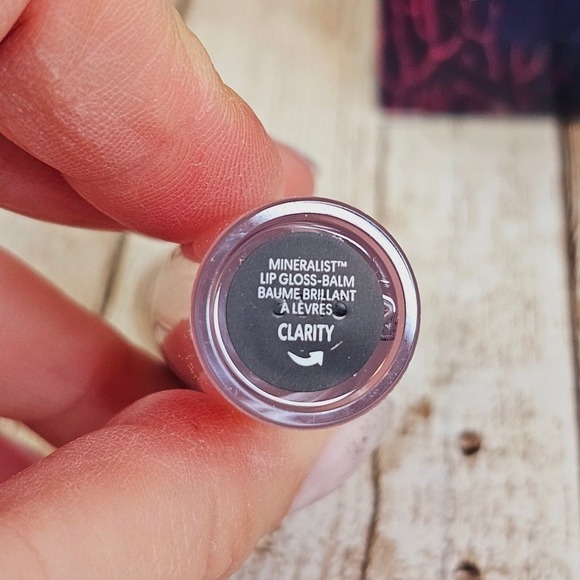 MINERALIST™
LIP GLOSS-BALM
BAUME BRILLANT
À LÈVRES
CLARITY